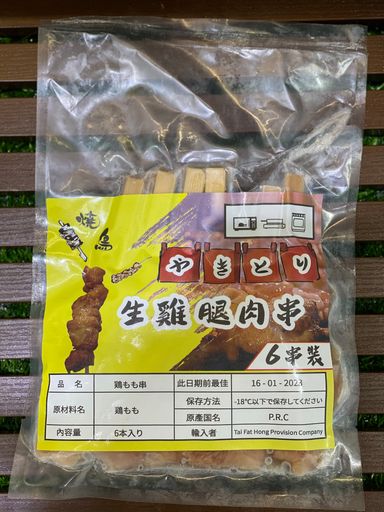 焼鳥
やきとり
生雞腿肉串
6串装
品 名 鶏もも串 此日期前最佳 16 - 01 - 2023
原材料名 鶏もも 保存方法 -18℃以下で保存してください
原產国名 P.R.C
内容量 6本入り 輸入者 Tai Fat Hong Provision Company